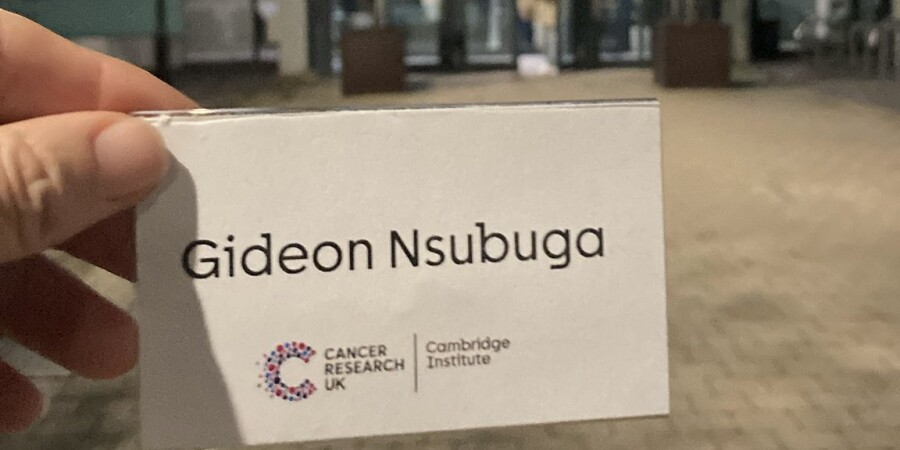 Gideon Nsubuga
CANCER
RESEARCH
UK
Cambridge
Institute